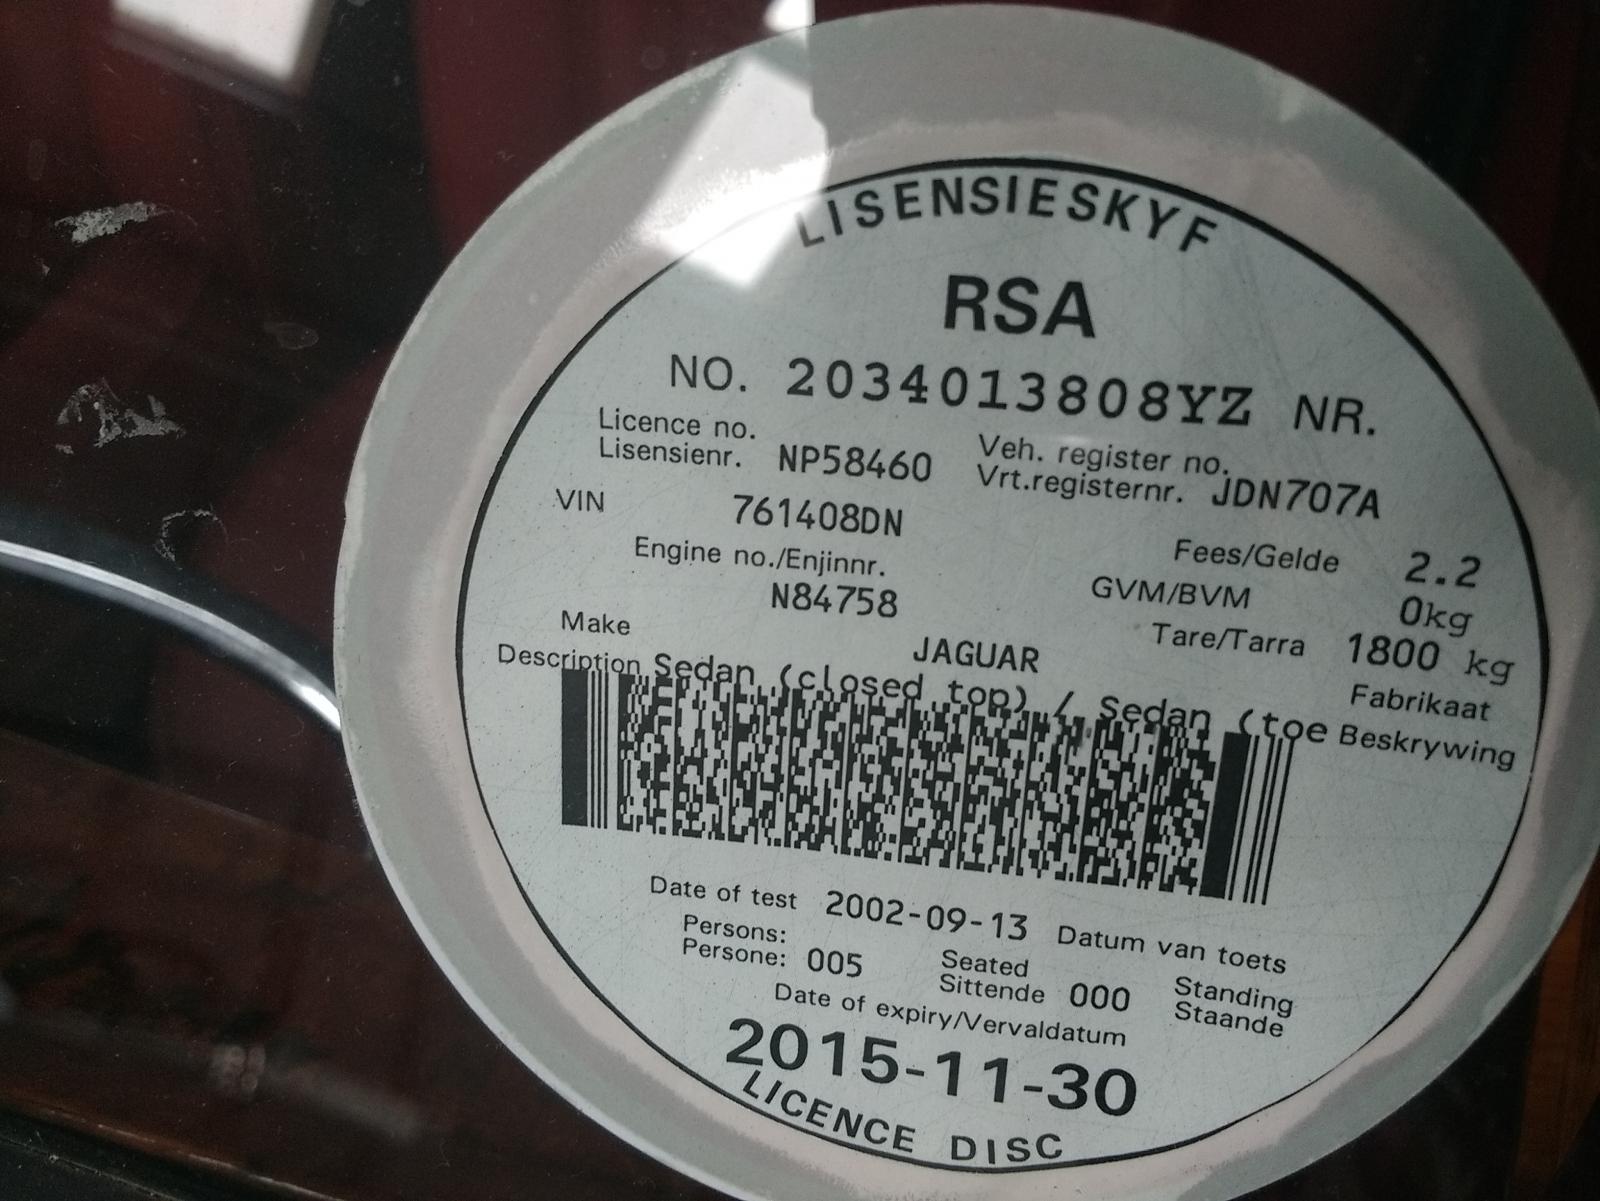 LISENSIESKYF
RSA
NO. 2034013808YZ NR.
Licence no.
Lisensienr. NP58460
Veh. register no.
Vrt.registernr. JDN707A
VIN 761408DN
Fees/Gelde 2.2
Engine no./Enjinnr.
N84758
GVM/BVM 0kg
Tare/Tarra 1800 kg
Make JAGUAR Fabrikaat
Description Sedan (closed top) / Sedan (toe Beskrywing
Date of test 2002-09-13 Datum van toets
Persons:
Persone: 005
Seated
Sittende 000
Standing
Staande
Date of expiry/Vervaldatum
2015-11-30
LICENCE DISC